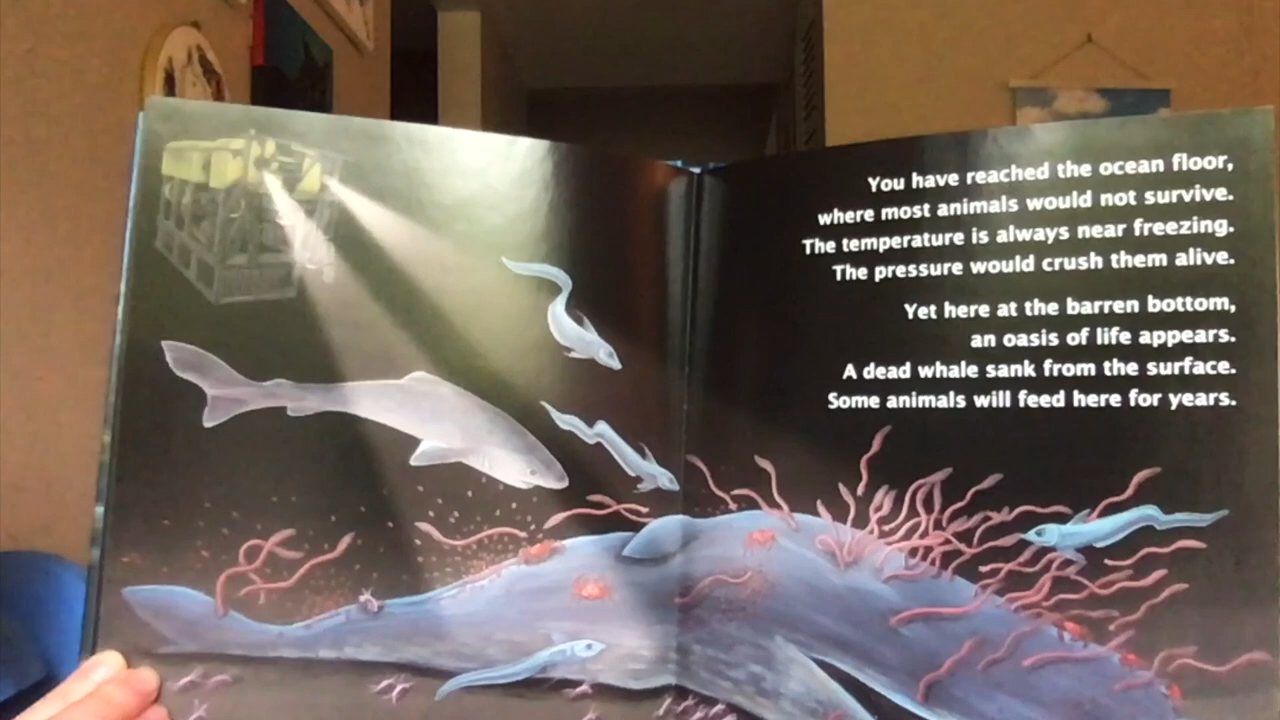 You have reached the ocean floor,
where most animals would not survive.
The temperature is always near freezing.
The pressure would crush them alive.
Yet here at the barren bottom,
an oasis of life appears.
A dead whale sank from the surface.
Some animals will feed here for years.